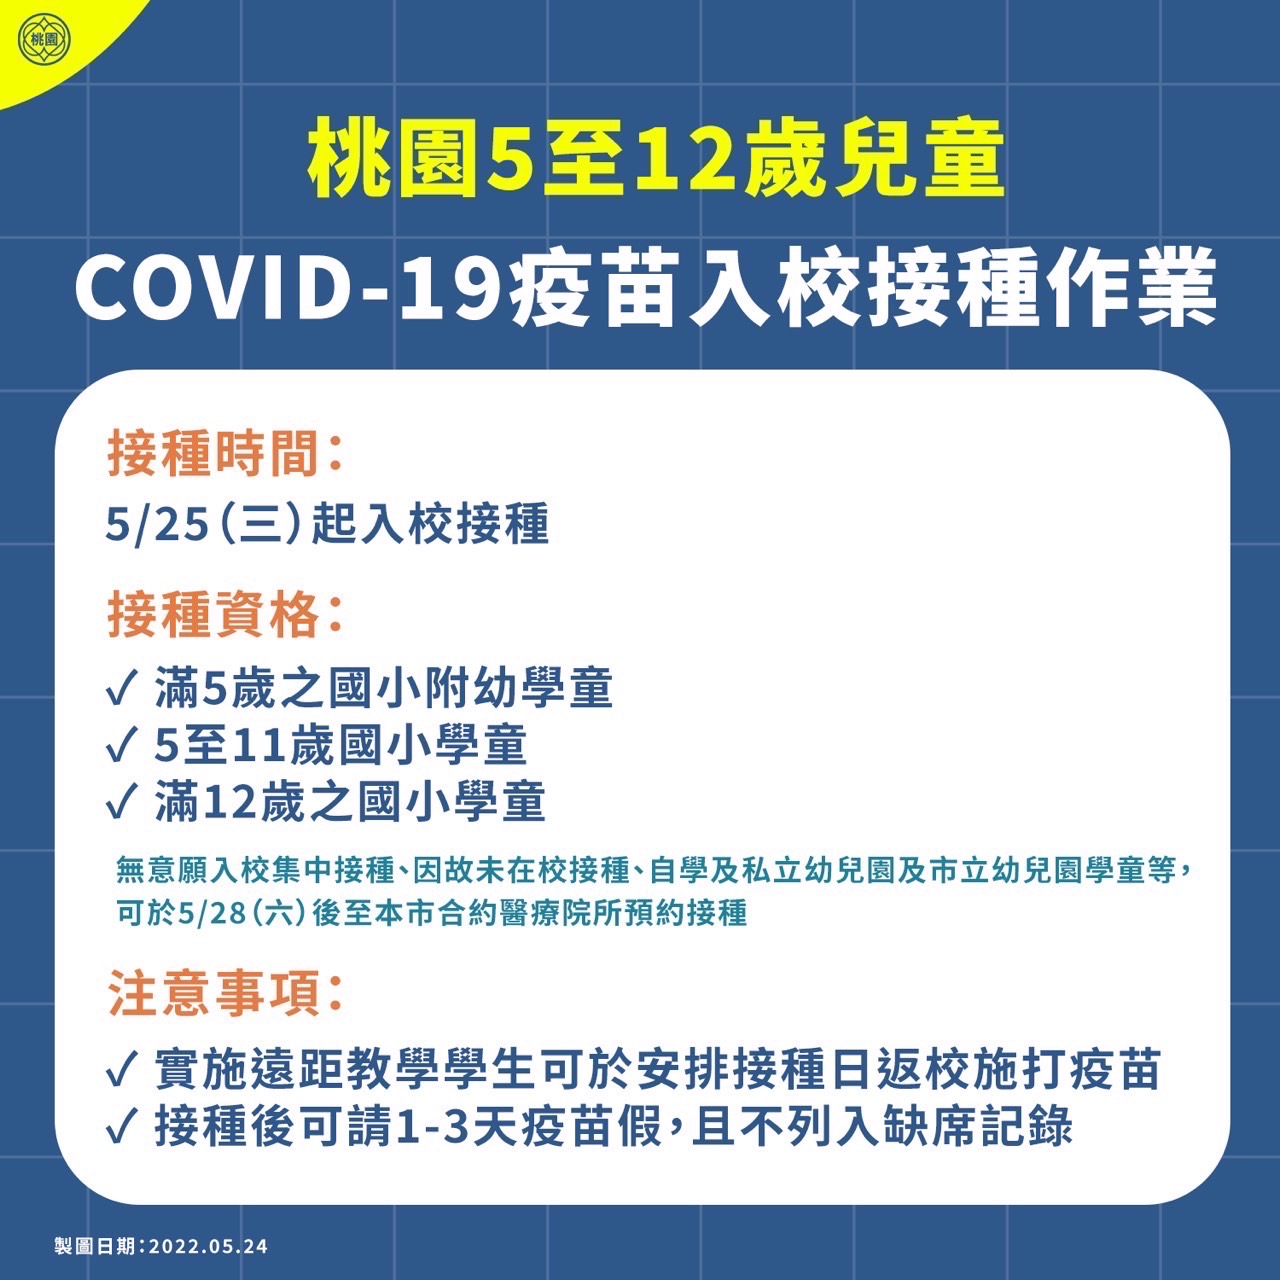 桃園
桃園5至12歲兒童
COVID-19疫苗入校接種作業
接種時間：
5/25（三）起入校接種
接種資格：
✓ 滿5歲之國小附幼學童
✓ 5至11歲國小學童
✓ 滿12歲之國小學童
無意願入校集中接種、因故未在校接種、自學及私立幼兒園及市立幼兒園學童等，
可於5/28（六）後至本市合約醫療院所預約接種
注意事項：
✓ 實施遠距教學學生可於安排接種日返校施打疫苗
✓ 接種後可請1-3天疫苗假，且不列入缺席記錄
製圖日期：2022.05.24